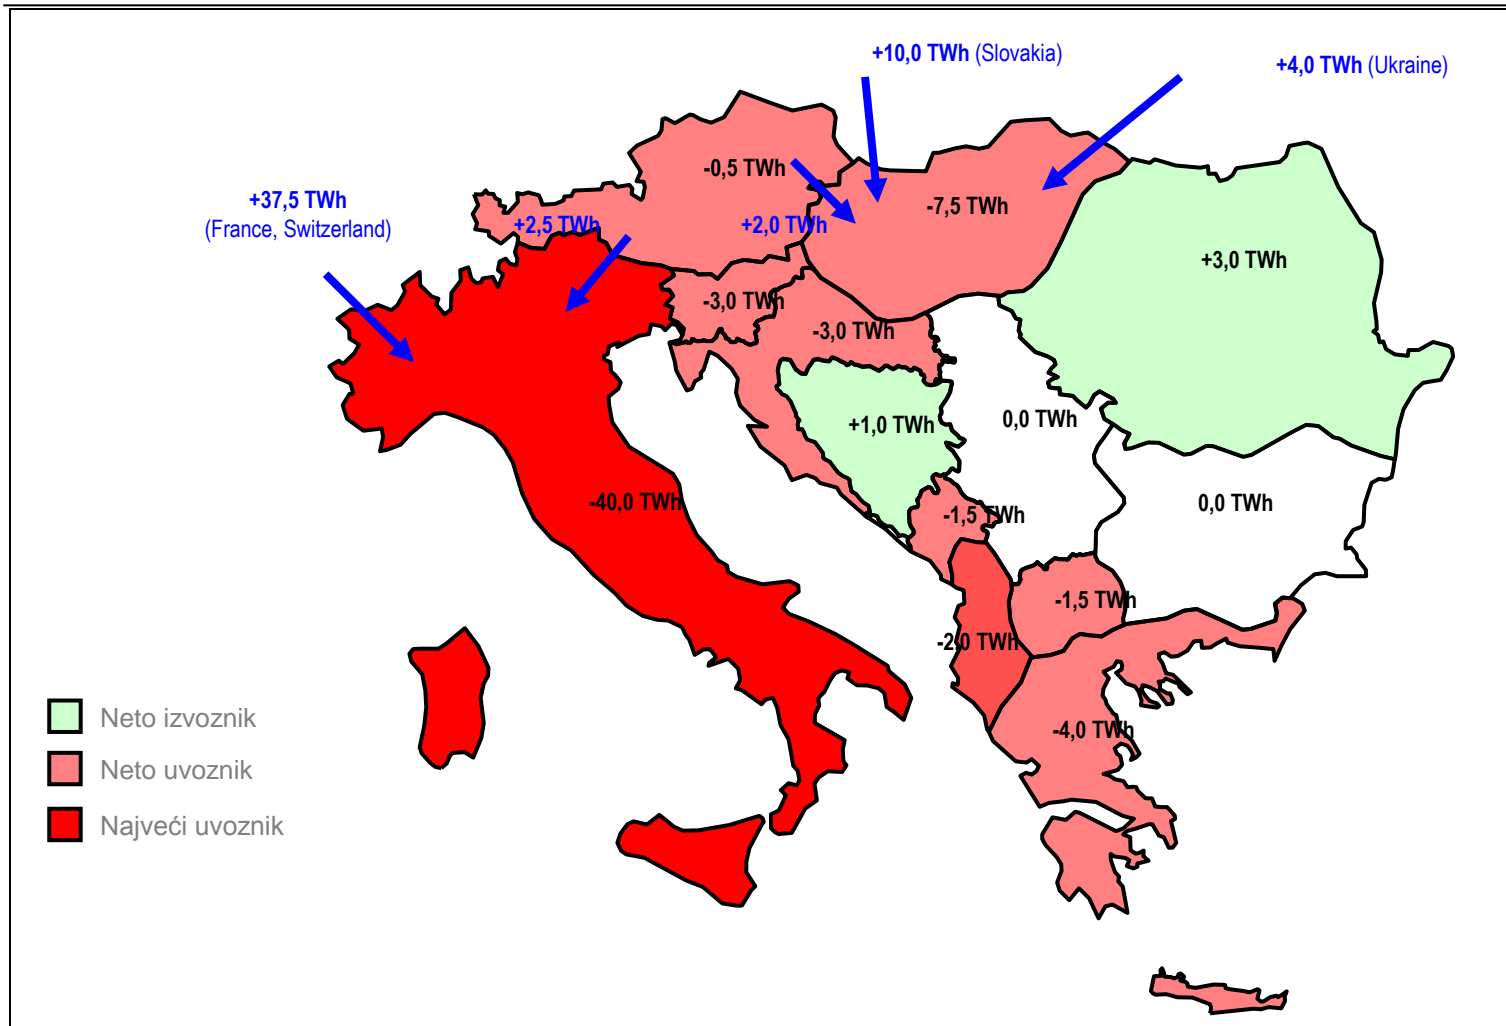 +10,0 TWh (Slovakia)
+4,0 TWh (Ukraine)
-0,5 TWh
+37,5 TWh
(France, Switzerland)
+2,5 TWh
+2,0 TWh
-7,5 TWh
+3,0 TWh
-3,0 TWh
-3,0 TWh
+1,0 TWh
0,0 TWh
-40,0 TWh
-1,5 TWh
0,0 TWh
-1,5 TWh
-2,0 TWh
-4,0 TWh
Neto izvoznik
Neto uvoznik
Najveći uvoznik